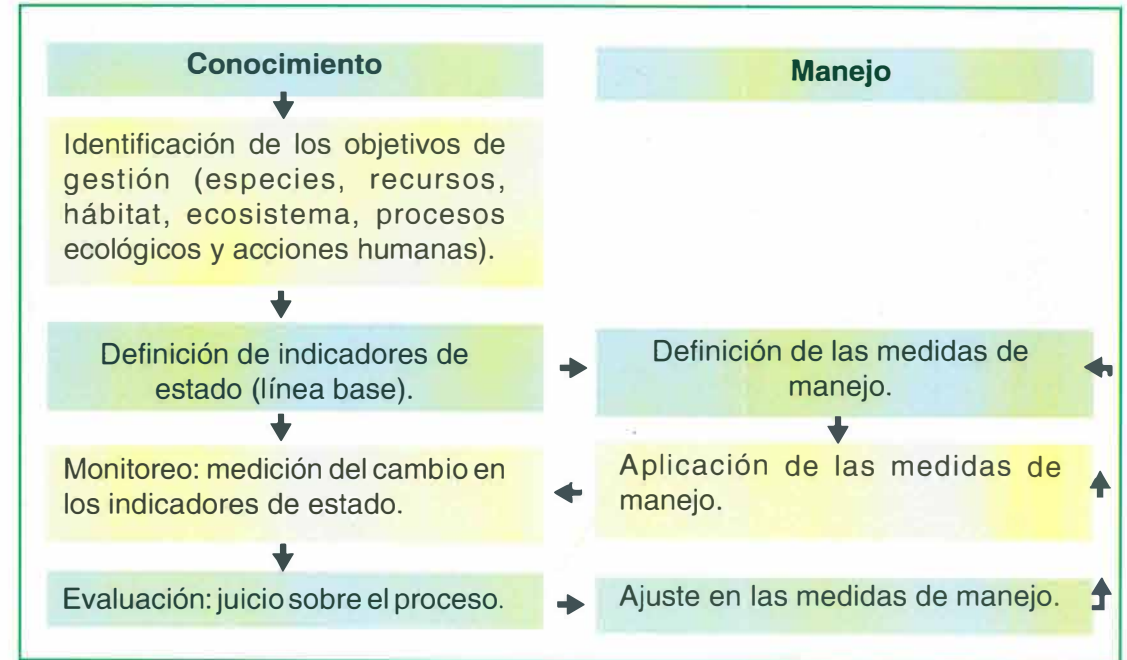 Conocimiento
Manejo
Identificación de los objetivos de
gestión (especies, recursos,
hábitat, ecosistema, procesos
ecológicos y acciones humanas).
Definición de indicadores de
estado (línea base).
Definición de las medidas de
manejo.
Monitoreo: medición del cambio en
los indicadores de estado.
Aplicación de las medidas de
manejo.
Evaluación: juicio sobre el proceso.
Ajuste en las medidas de manejo.